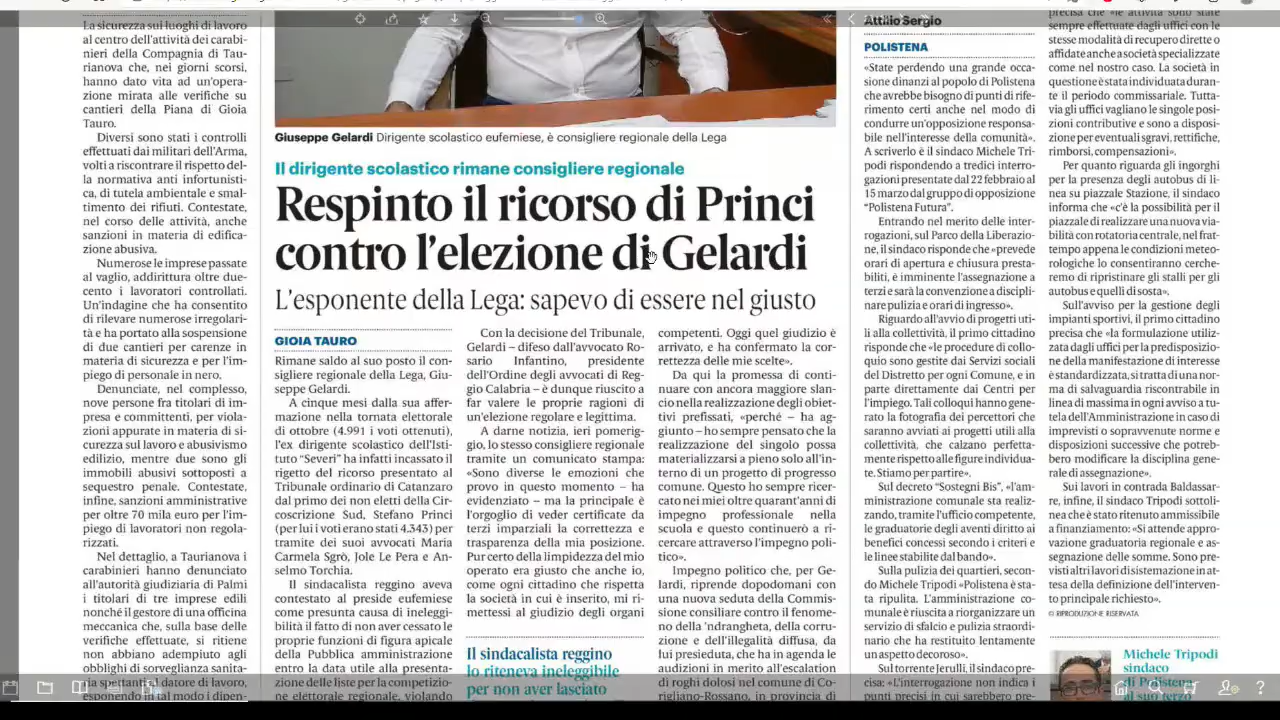 La sicurezza sui luoghi di lavoro
al centro dell'attività dei carabi-
nieri della Compagnia di Tau-
rianova che, nei giorni scorsi,
hanno dato vita ad un'opera-
zione mirata alle verifiche su
cantieri della Piana di Gioia
Tauro.
Diversi sono stati i controlli
effettuati dai militari dell'Arma,
volti a riscontrare il rispetto del-
la normativa anti infortunisti-
ca, di tutela ambientale e smal-
timento dei rifiuti. Contestate,
nel corso delle attività, anche
sanzioni in materia di edifica-
zione abusiva.
Numerose le imprese passate
al vaglio, addirittura oltre due-
cento i lavoratori controllati.
Un'indagine che ha consentito
di rilevare numerose irregolari-
tà e ha portato alla sospensione
di due cantieri per carenze in
materia di sicurezza e per l'im-
piego di personale in nero.
Denunciate, nel complesso,
nove persone fra titolari di im-
presa e committenti, per viola-
zioni appurate in materia di si-
curezza sul lavoro e abusivismo
edilizio, mentre due sono gli
immobili abusivi sottoposti a
sequestro penale. Contestate,
infine, sanzioni amministrative
per oltre 70 mila euro per l'im-
piego di lavoratori non regola-
rizzati.
Nel dettaglio, a Taurianova i
carabinieri hanno denunciato
all'autorità giudiziaria di Palmi
i titolari di tre imprese edili
nonché il gestore di una officina
meccanica che, sulla base delle
verifiche effettuate, si ritiene
non abbiano adempiuto agli
obblighi di sorveglianza sanita-
ria spettanti al datore di lavoro,
esponendo in tal modo i dipen-
Giuseppe Gelardi Dirigente scolastico eufemiese, è consigliere regionale della Lega
Il dirigente scolastico rimane consigliere regionale
Respinto il ricorso di Princi
contro l'elezione di Gelardi
L'esponente della Lega: sapevo di essere nel giusto
GIOIA TAURO
Rimane saldo al suo posto il con-
sigliere regionale della Lega, Giu-
seppe Gelardi.
A cinque mesi dalla sua affer-
mazione nella tornata elettorale
di ottobre (4.991 i voti ottenuti),
l'ex dirigente scolastico dell'Isti-
tuto “Severi” ha infatti incassato il
rigetto del ricorso presentato al
Tribunale ordinario di Catanzaro
dal primo dei non eletti della Cir-
coscrizione Sud, Stefano Princi
(per lui i voti erano stati 4.343) per
tramite dei suoi avvocati Maria
Carmela Sgrò, Jole Le Pera e An-
selmo Torchia.
Il sindacalista reggino aveva
contestato al preside eufemiese
come presunta causa di ineleggi-
bilità il fatto di non aver cessato le
proprie funzioni di figura apicale
della Pubblica amministrazione
entro la data utile alla presenta-
zione delle liste per la competizio-
ne elettorale regionale, violando
Con la decisione del Tribunale,
Gelardi – difeso dall'avvocato Ro-
sario Infantino, presidente
dell'Ordine degli avvocati di Reg-
gio Calabria – è dunque riuscito a
far valere le proprie ragioni di
un'elezione regolare e legittima.
A darne notizia, ieri pomerig-
gio, lo stesso consigliere regionale
tramite un comunicato stampa:
«Sono diverse le emozioni che
provo in questo momento – ha
evidenziato – ma la principale è
l'orgoglio di veder certificate da
terzi imparziali la correttezza e
trasparenza della mia posizione.
Pur certo della limpidezza del mio
operato era giusto che anche io,
come ogni cittadino che rispetta
la società in cui è inserito, mi ri-
mettessi al giudizio degli organi
Il sindacalista reggino
lo riteneva ineleggibile
per non aver lasciato
competenti. Oggi quel giudizio è
arrivato, e ha confermato la cor-
rettezza delle mie scelte».
Da qui la promessa di conti-
nuare con ancora maggiore slan-
cio nella realizzazione degli obiet-
tivi prefissati, «perché – ha ag-
giunto – ho sempre pensato che la
realizzazione del singolo possa
materializzarsi a pieno solo all'in-
terno di un progetto di progresso
comune. Questo ho sempre ricer-
cato nei miei oltre quarant'anni di
impegno professionale nella
scuola e questo continuerò a ri-
cercare attraverso l'impegno poli-
tico».
Impegno politico che, per Ge-
lardi, riprende dopodomani con
una nuova seduta della Commis-
sione consiliare contro il fenome-
no della 'ndrangheta, della corru-
zione e dell'illegalità diffusa, da
lui presieduta, che ha in agenda le
audizioni in merito all'escalation
di roghi dolosi nel comune di Co-
rigliano-Rossano, in provincia di
Attilio Sergio
POLISTENA
«State perdendo una grande occa-
sione dinanzi al popolo di Polistena
che avrebbe bisogno di punti di rife-
rimento certi anche nel modo di
condurre un'opposizione responsa-
bile nell'interesse della comunità».
A scriverlo è il sindaco Michele Tri-
podi rispondendo a tredici interro-
gazioni presentate dal 22 febbraio al
15 marzo dal gruppo di opposizione
“Polistena Futura”.
Entrando nel merito delle inter-
rogazioni, sul Parco della Liberazio-
ne, il sindaco risponde che «prevede
orari di apertura e chiusura presta-
biliti, è imminente l'assegnazione a
terzi e sarà la convenzione a discipli-
nare pulizia e orari di ingresso».
Riguardo all'avvio di progetti uti-
li alla collettività, il primo cittadino
risponde che «le procedure di collo-
quio sono gestite dai Servizi sociali
del Distretto per ogni Comune, e in
parte direttamente dai Centri per
l'impiego. Tali colloqui hanno gene-
rato la fotografia dei percettori che
saranno avviati ai progetti utili alla
collettività, che calzano perfetta-
mente rispetto alle figure individua-
te. Stiamo per partire».
Sul decreto “Sostegni Bis”, «l'am-
ministrazione comunale sta realiz-
zando, tramite l'ufficio competente,
le graduatorie degli aventi diritto ai
benefici concessi secondo i criteri e
le linee stabilite dal bando».
Sulla pulizia dei quartieri, secon-
do Michele Tripodi «Polistena è sta-
ta ripulita. L'amministrazione co-
munale è riuscita a riorganizzare un
servizio di sfalcio e pulizia straordi-
nario che ha restituito lentamente
un aspetto decoroso».
Sul torrente Jerulli, il sindaco pre-
cisa: «L'interrogazione non indica i
punti precisi in cui sarebbero pre-
precisa che «le attività sono state
sempre effettuate dagli uffici con le
stesse modalità di recupero dirette o
affidate anche a società specializzate
come nel nostro caso. La società in
questione è stata individuata duran-
te il periodo commissariale. Tutta-
via gli uffici vagliano le singole posi-
zioni contributive e sono a disposi-
zione per eventuali sgravi, rettifiche,
rimborsi, compensazioni».
Per quanto riguarda gli ingorghi
per la presenza degli autobus di li-
nea su piazzale Stazione, il sindaco
informa che «c'è la possibilità per il
piazzale di realizzare una nuova via-
bilità con rotatoria centrale, nel frat-
tempo appena le condizioni meteo-
rologiche lo consentiranno cerche-
remo di ripristinare gli stalli per gli
autobus e quelli di sosta».
Sull'avviso per la gestione degli
impianti sportivi, il primo cittadino
precisa che «la formulazione utiliz-
zata dagli uffici per la predisposizio-
ne della manifestazione di interesse
è standardizzata, si tratta di una nor-
ma di salvaguardia riscontrabile in
linea di massima in ogni avviso a tu-
tela dell'Amministrazione in caso di
imprevisti o sopravvenute norme e
disposizioni successive che potreb-
bero modificare la disciplina gene-
rale di assegnazione».
Sui lavori in contrada Baldassar-
re, infine, il sindaco Tripodi sottoli-
nea che è stato ritenuto ammissibile
a finanziamento: «Si attende appro-
vazione graduatoria regionale e as-
segnazione delle somme. Sono pre-
visti altri lavori di sistemazione in at-
tesa della definizione dell'interven-
to principale richiesto».
© RIPRODUZIONE RISERVATA
Michele Tripodi
sindaco
di Polistena
al suo terzo